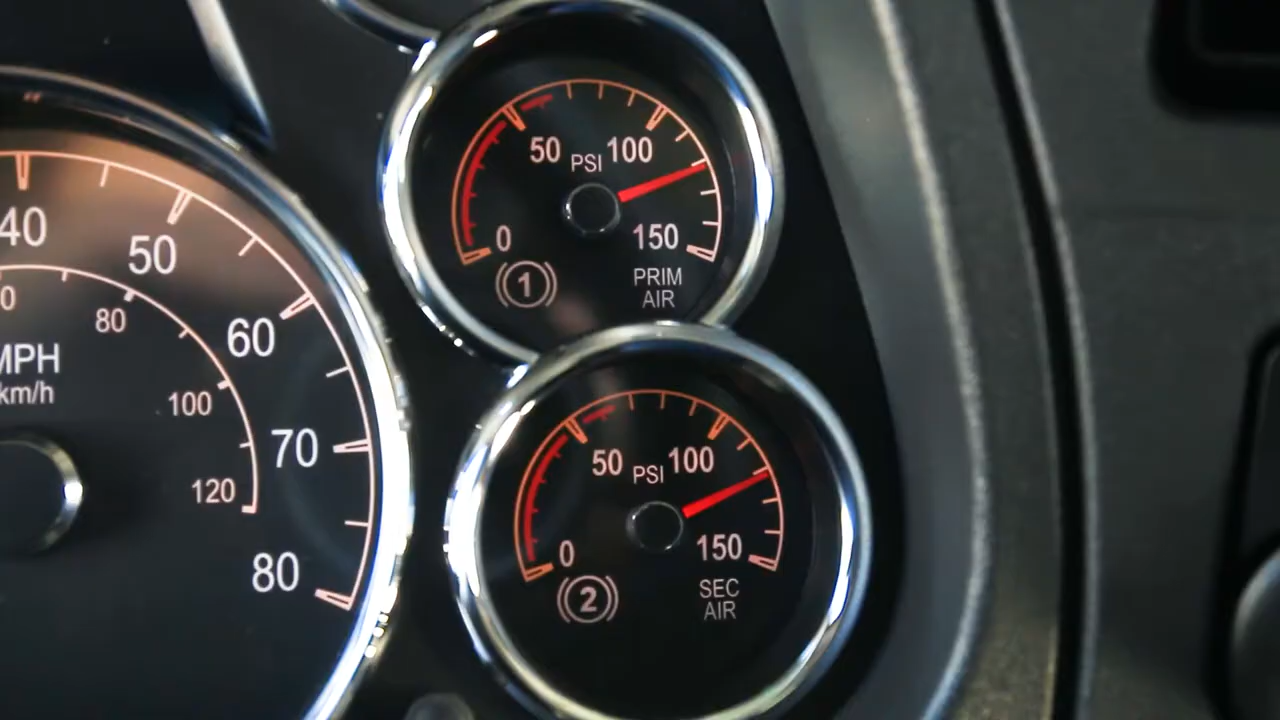 50 PSI 100
0 150
(1) PRIM
AIR
40 50 60 70 80
0 80 100 120
MPH
km/h
50 PSI 100
0 150
(2) SEC
AIR